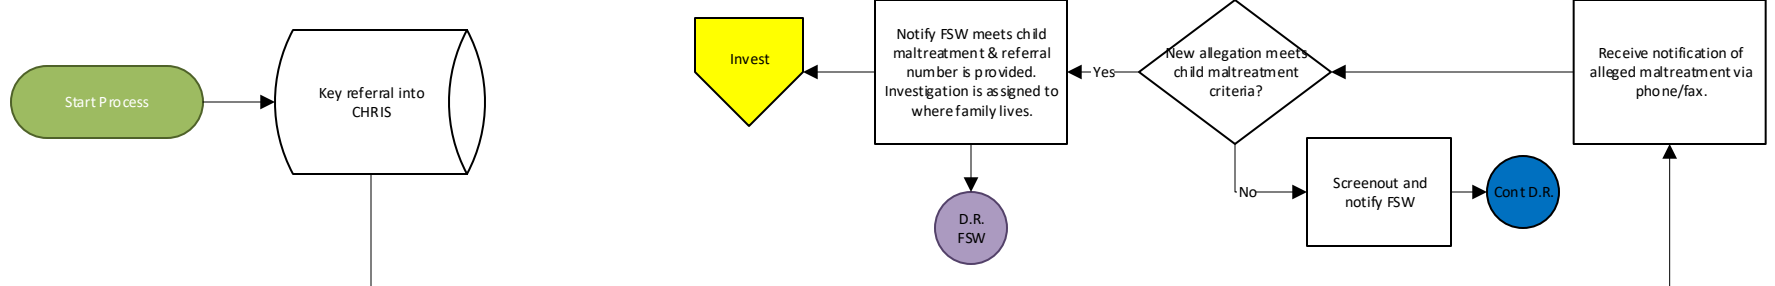 Start Process
Key referral into
CHRIS
Invest
Notify FSW meets child
maltreatment & referral
number is provided.
Investigation is assigned to
where family lives.
Yes
New allegation meets
child maltreatment
criteria?
No
Receive notification of
alleged maltreatment via
phone/fax.
Screenout and
notify FSW
Cont D.R.
D.R.
FSW